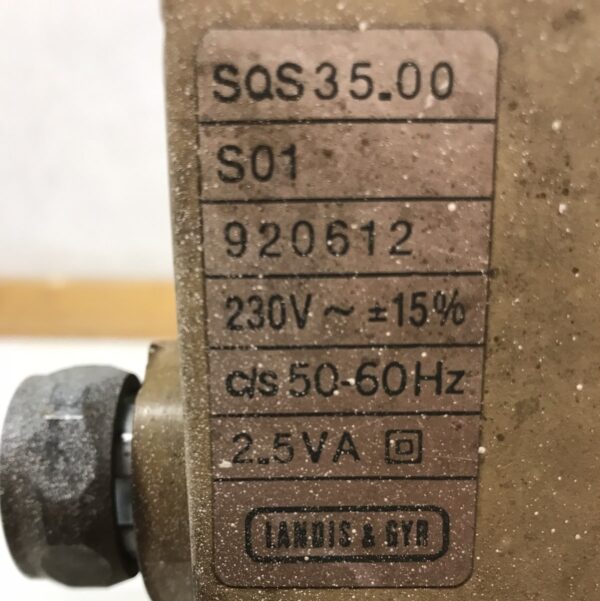 SQS35.00
S01
920612
230V ~ ±15%
c/s 50-60Hz
2.5VA
LANDIS & GYR